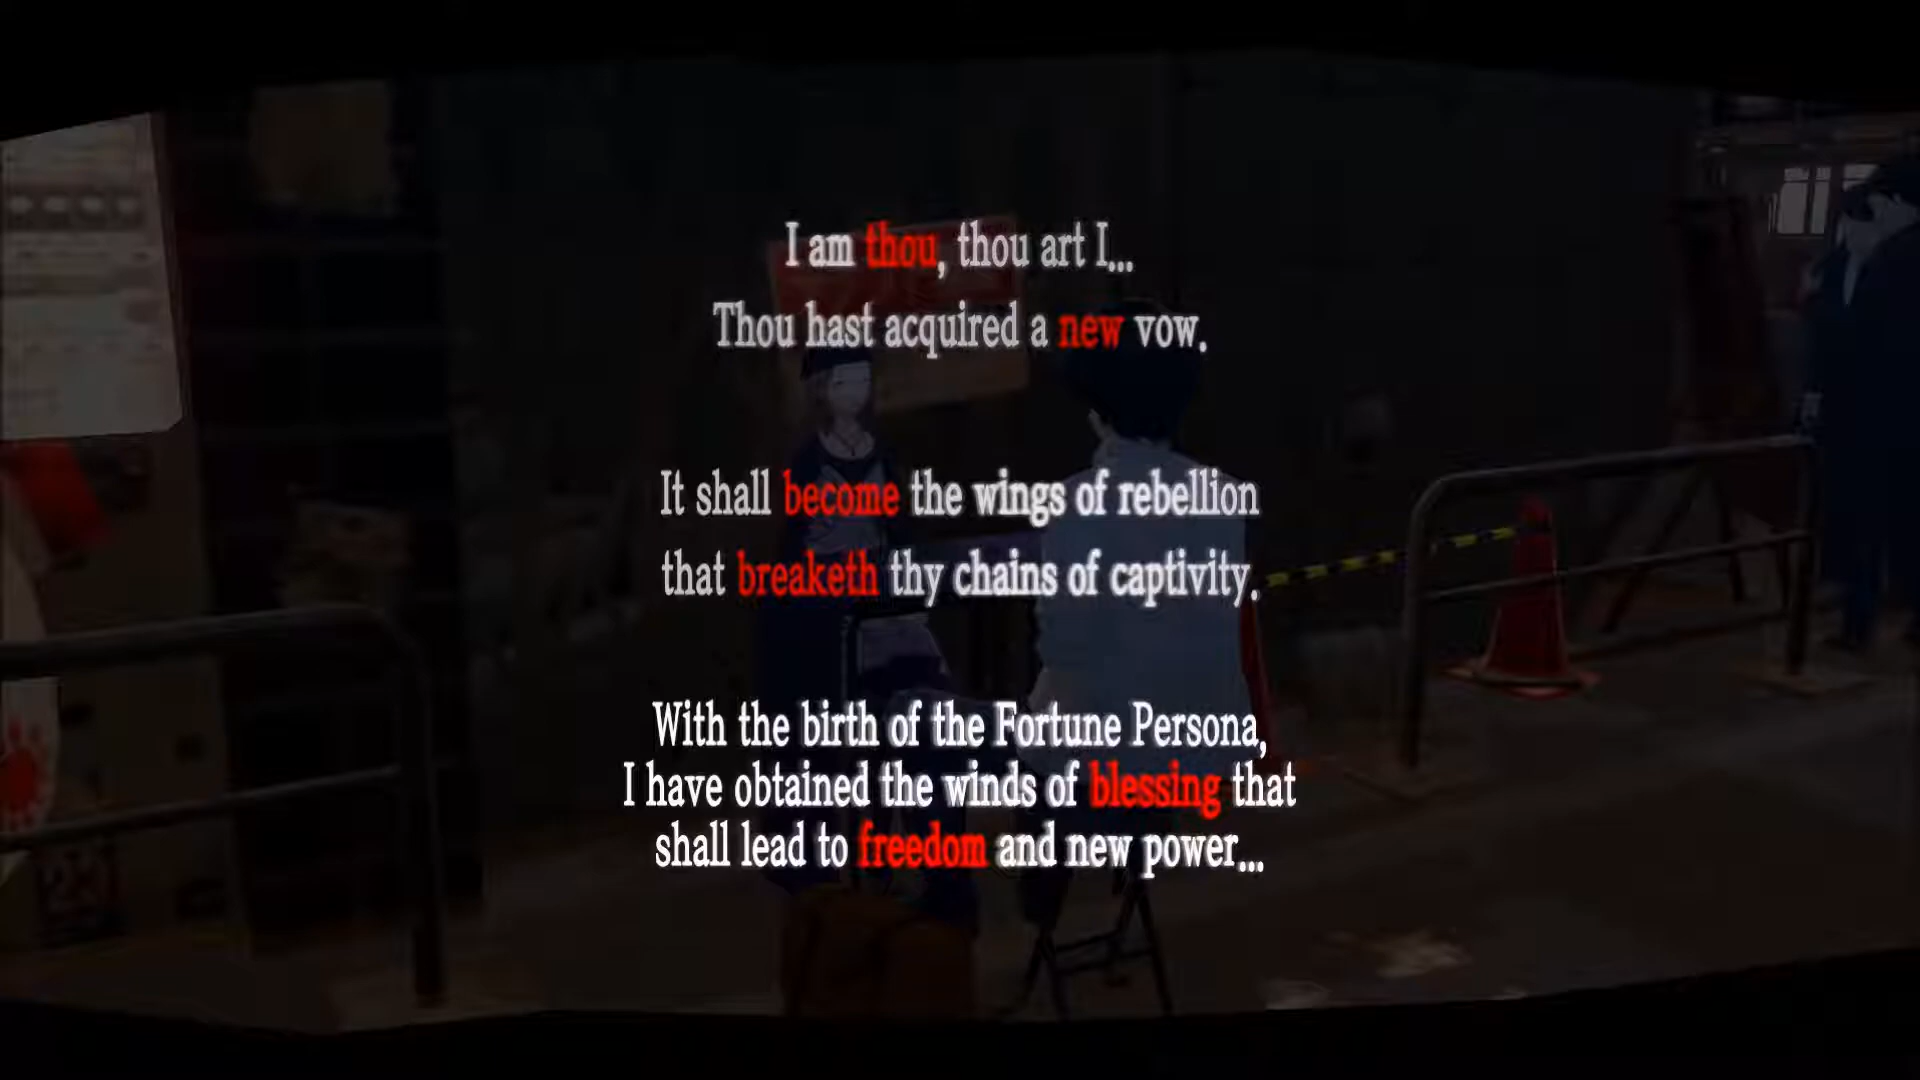 I am thou, thou art I...
Thou hast acquired a new vow.
It shall become the wings of rebellion
that breaketh thy chains of captivity.
With the birth of the Fortune Persona,
I have obtained the winds of blessing that
shall lead to freedom and new power...